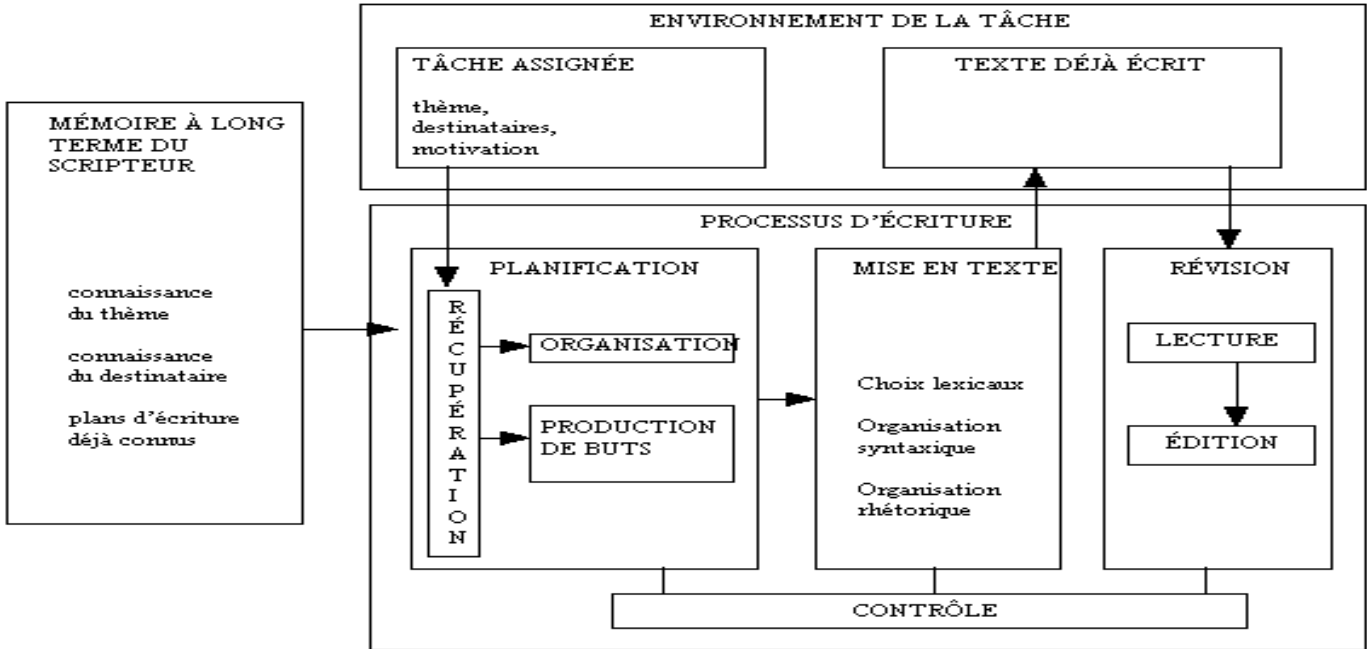 ENVIRONNEMENT DE LA TÂCHE
TÂCHE ASSIGNÉE
thème,
destinataires,
motivation
TEXTE DÉJÀ ÉCRIT
MÉMOIRE À LONG
TERME DU
SCRIPTEUR
connaissance
du thème
connaissance
du destinataire
plans d'écriture
déjà connus
PROCESSUS D'ÉCRITURE
PLANIFICATION
RÉCUPÉRATION
ORGANISATION
PRODUCTION
DE BUTS
MISE EN TEXTE
Choix lexicaux
Organisation
syntaxique
Organisation
rhétorique
RÉVISION
LECTURE
ÉDITION
CONTRÔLE